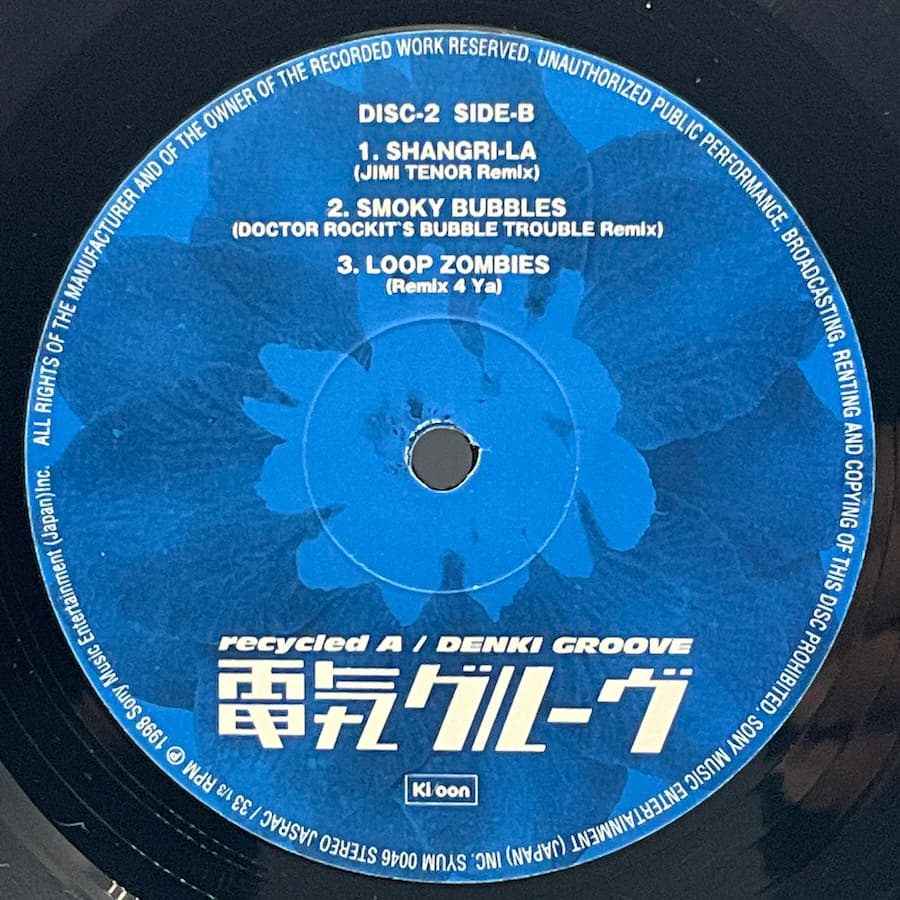 DISC-2 SIDE-B
1. SHANGRI-LA
(JIMI TENOR Remix)
2. SMOKY BUBBLES
(DOCTOR ROCKIT`S BUBBLE TROUBLE Remix)
3. LOOP ZOMBIES
(Remix 4 Ya)
recycled A / DENKI GROOVE
電気グルーヴ
Ki/oon
ALL RIGHTS OF THE MANUFACTURER AND OF THE OWNER OF THE RECORDED WORK RESERVED. UNAUTHORIZED PUBLIC PERFORMANCE, BROADCASTING, RENTING AND COPYING OF THIS DISC PROHIBITED. SONY MUSIC ENTERTAINMENT (JAPAN) INC. SYUM 0046 STEREO JASRAC / 33 1/3 RPM ℗ 1998 Sony Music Entertainment (Japan) Inc.